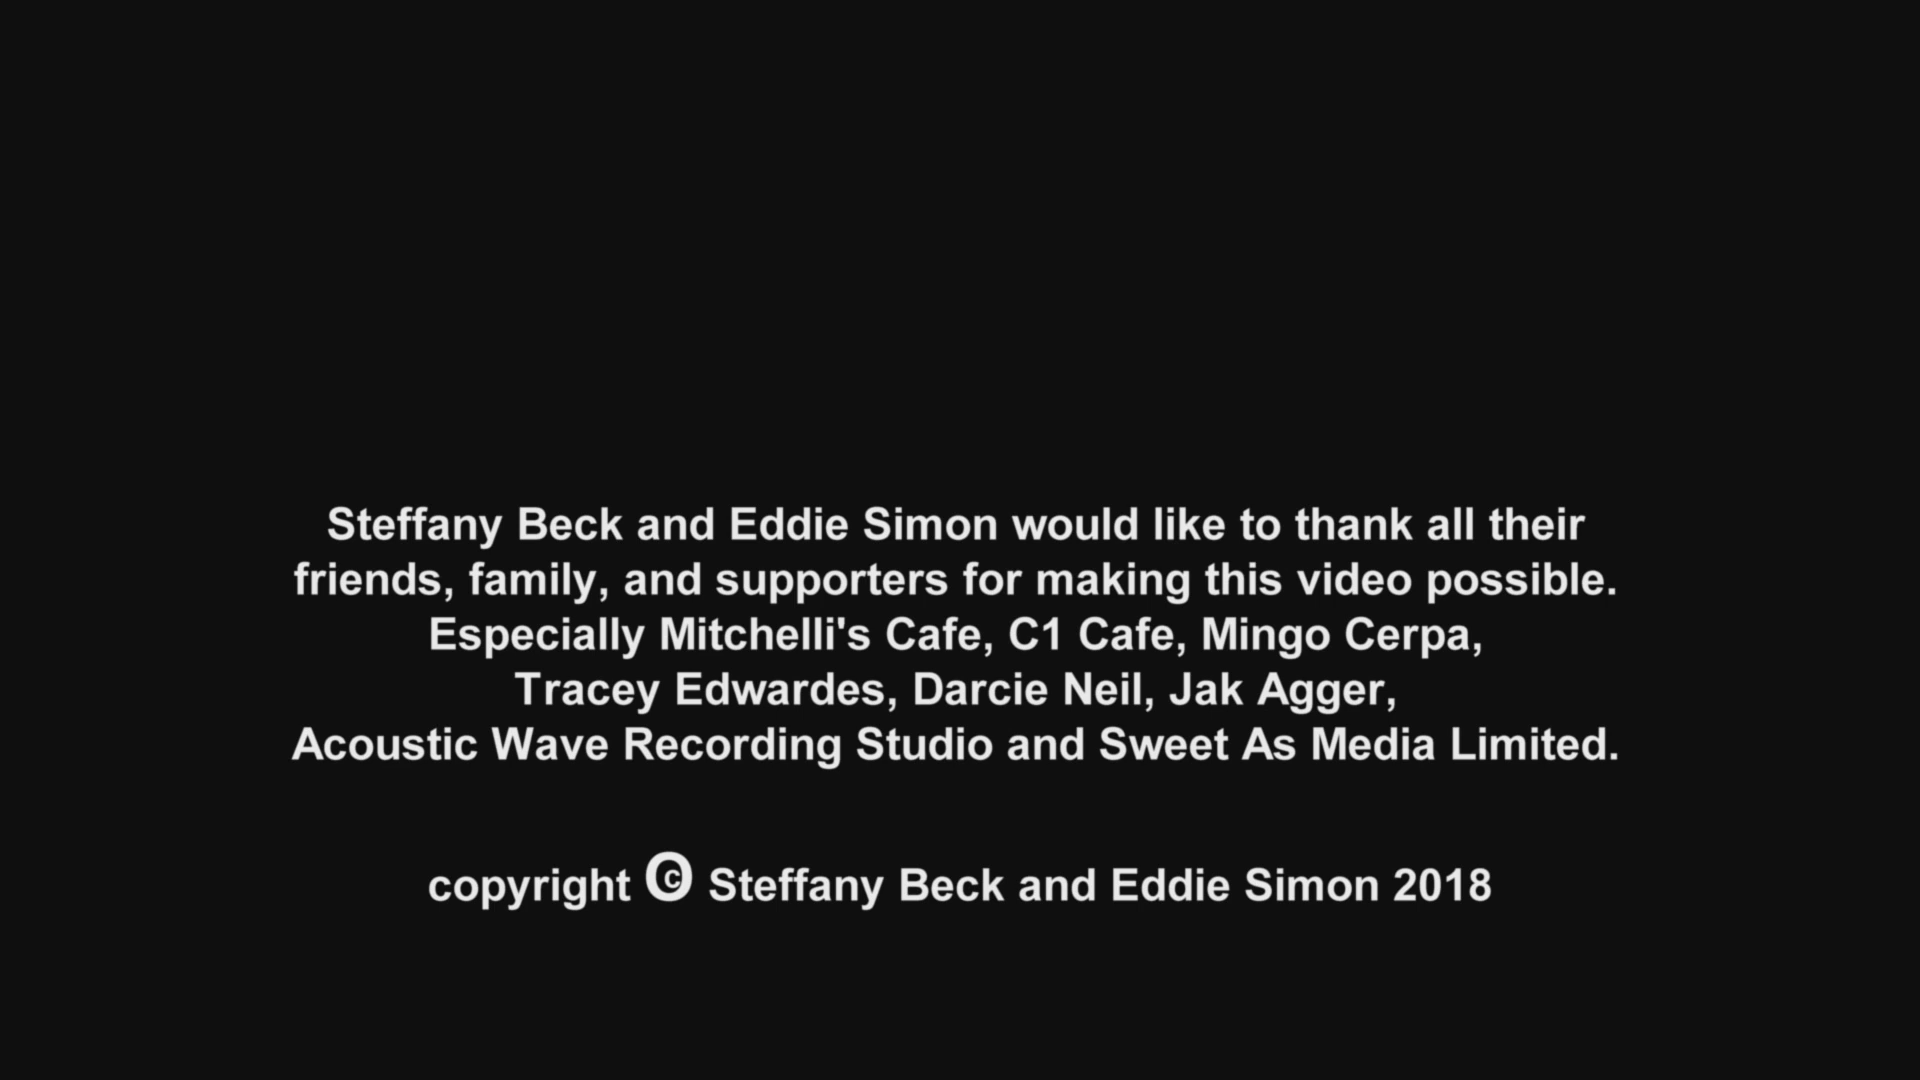 Steffany Beck and Eddie Simon would like to thank all their
friends, family, and supporters for making this video possible.
Especially Mitchelli's Cafe, C1 Cafe, Mingo Cerpa,
Tracey Edwardes, Darcie Neil, Jak Agger,
Acoustic Wave Recording Studio and Sweet As Media Limited.
copyright © Steffany Beck and Eddie Simon 2018